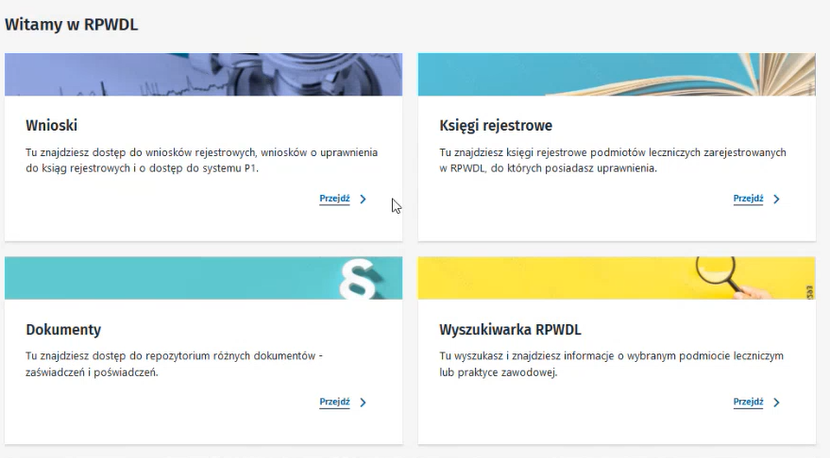 Witamy w RPWDL
Wnioski
Tu znajdziesz dostęp do wniosków rejestrowych, wniosków o uprawnienia
do ksiąg rejestrowych i o dostęp do systemu P1.
Przejdź
Księgi rejestrowe
Tu znajdziesz księgi rejestrowe podmiotów leczniczych zarejestrowanych
w RPWDL, do których posiadasz uprawnienia.
Przejdź
§
Dokumenty
Tu znajdziesz dostęp do repozytorium różnych dokumentów -
zaświadczeń i poświadczeń.
Przejdź
Wyszukiwarka RPWDL
Tu wyszukasz i znajdziesz informacje o wybranym podmiocie leczniczym
lub praktyce zawodowej.
Przejdź